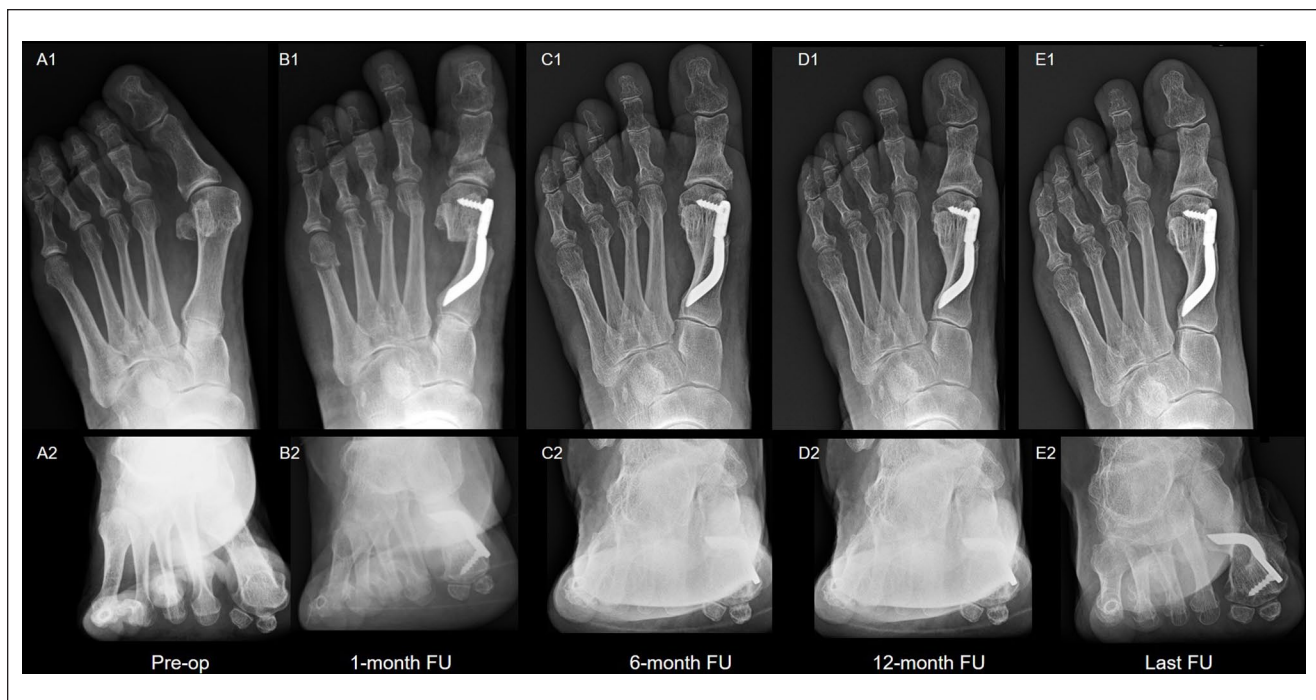 A1 B1 C1 D1 E1
A2 B2 C2 D2 E2
Pre-op 1-month FU 6-month FU 12-month FU Last FU